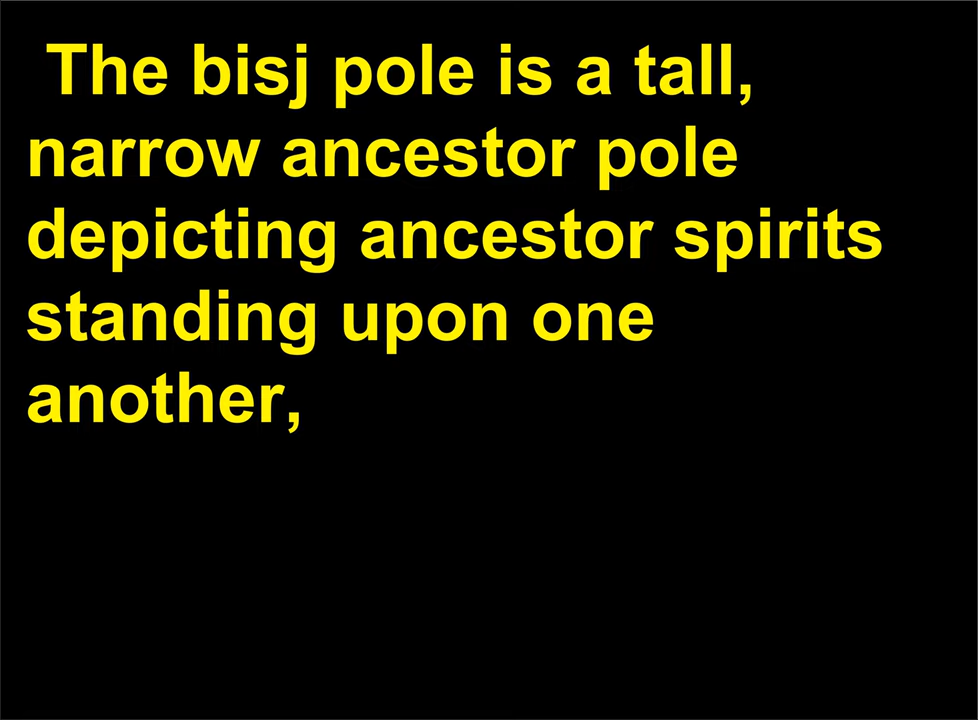 The bisj pole is a tall,
narrow ancestor pole
depicting ancestor spirits
standing upon one
another,